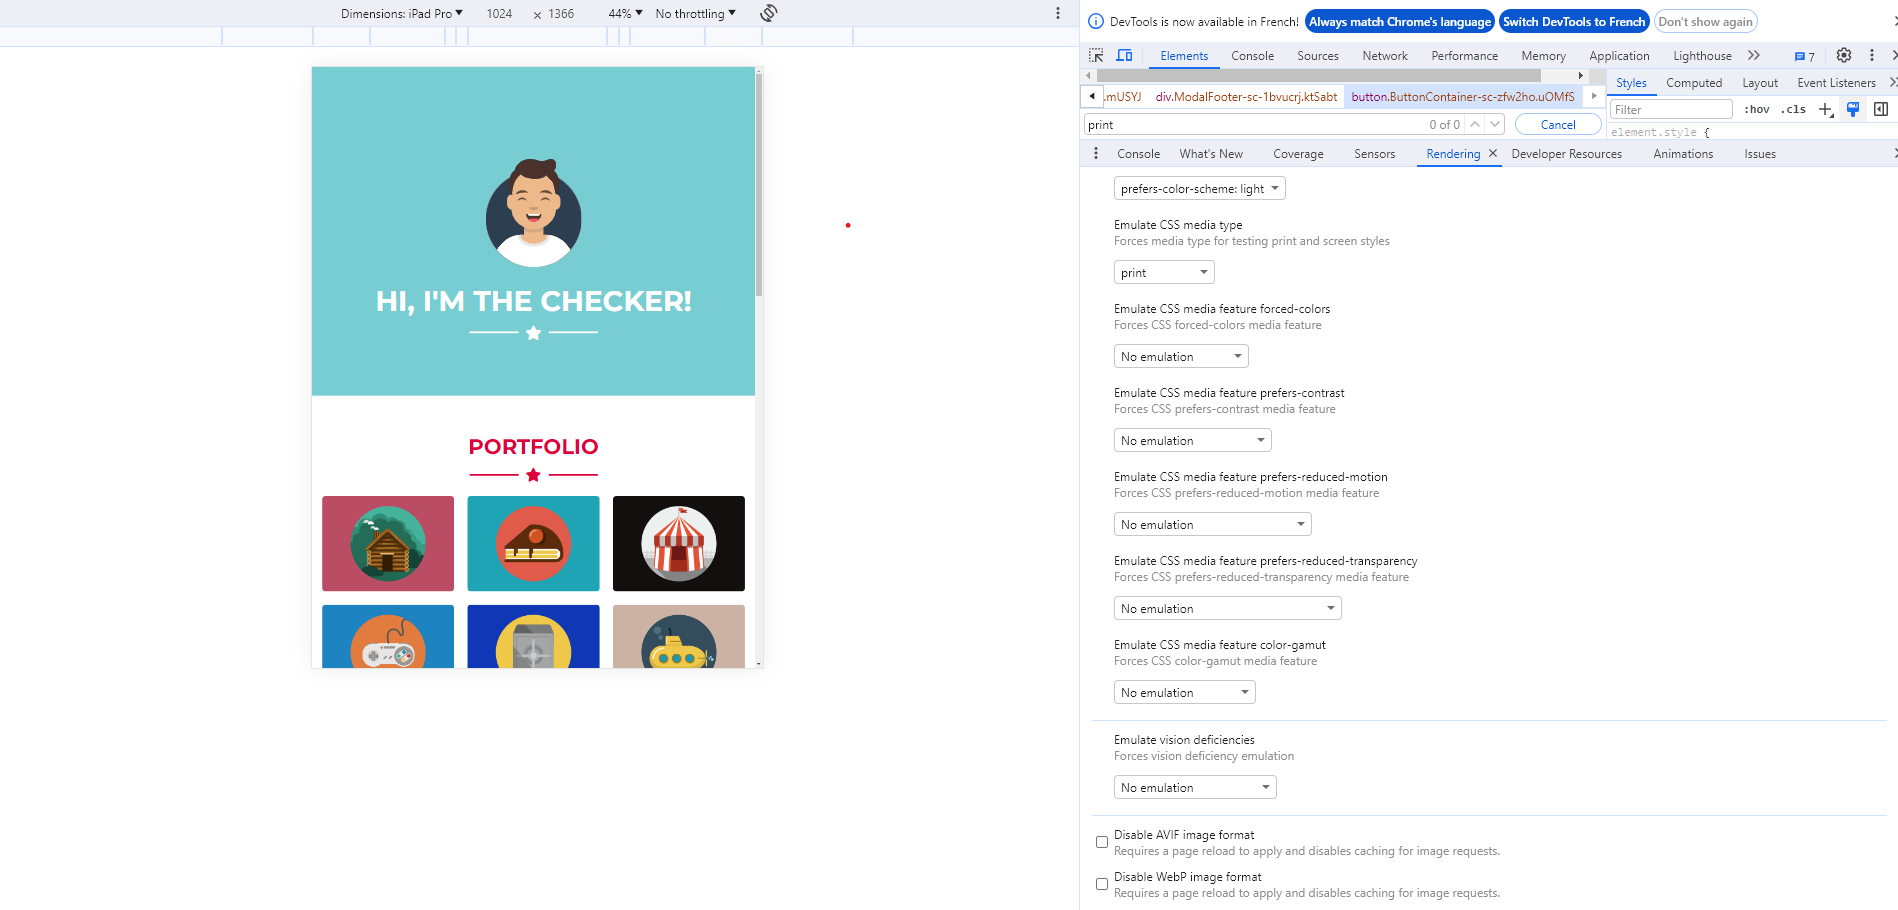 Dimensions: iPad Pro 1024 × 1366 44% No throttling
HI, I'M THE CHECKER!
PORTFOLIO
DevTools is now available in French! Always match Chrome's language Switch DevTools to French Don't show again
Elements Console Sources Network Performance Memory Application Lighthouse 7
.mUSYJ div.ModalFooter-sc-1bvucrj.ktSabt button.ButtonContainer-sc-zfw2ho.uOMfS
print 0 of 0 Cancel
Styles Computed Layout Event Listeners
Filter :hov .cls
element.style {
Console What's New Coverage Sensors Rendering Developer Resources Animations Issues
prefers-color-scheme: light
Emulate CSS media type
Forces media type for testing print and screen styles
print
Emulate CSS media feature forced-colors
Forces CSS forced-colors media feature
No emulation
Emulate CSS media feature prefers-contrast
Forces CSS prefers-contrast media feature
No emulation
Emulate CSS media feature prefers-reduced-motion
Forces CSS prefers-reduced-motion media feature
No emulation
Emulate CSS media feature prefers-reduced-transparency
Forces CSS prefers-reduced-transparency media feature
No emulation
Emulate CSS media feature color-gamut
Forces CSS color-gamut media feature
No emulation
Emulate vision deficiencies
Forces vision deficiency emulation
No emulation
Disable AVIF image format
Requires a page reload to apply and disables caching for image requests.
Disable WebP image format
Requires a page reload to apply and disables caching for image requests.